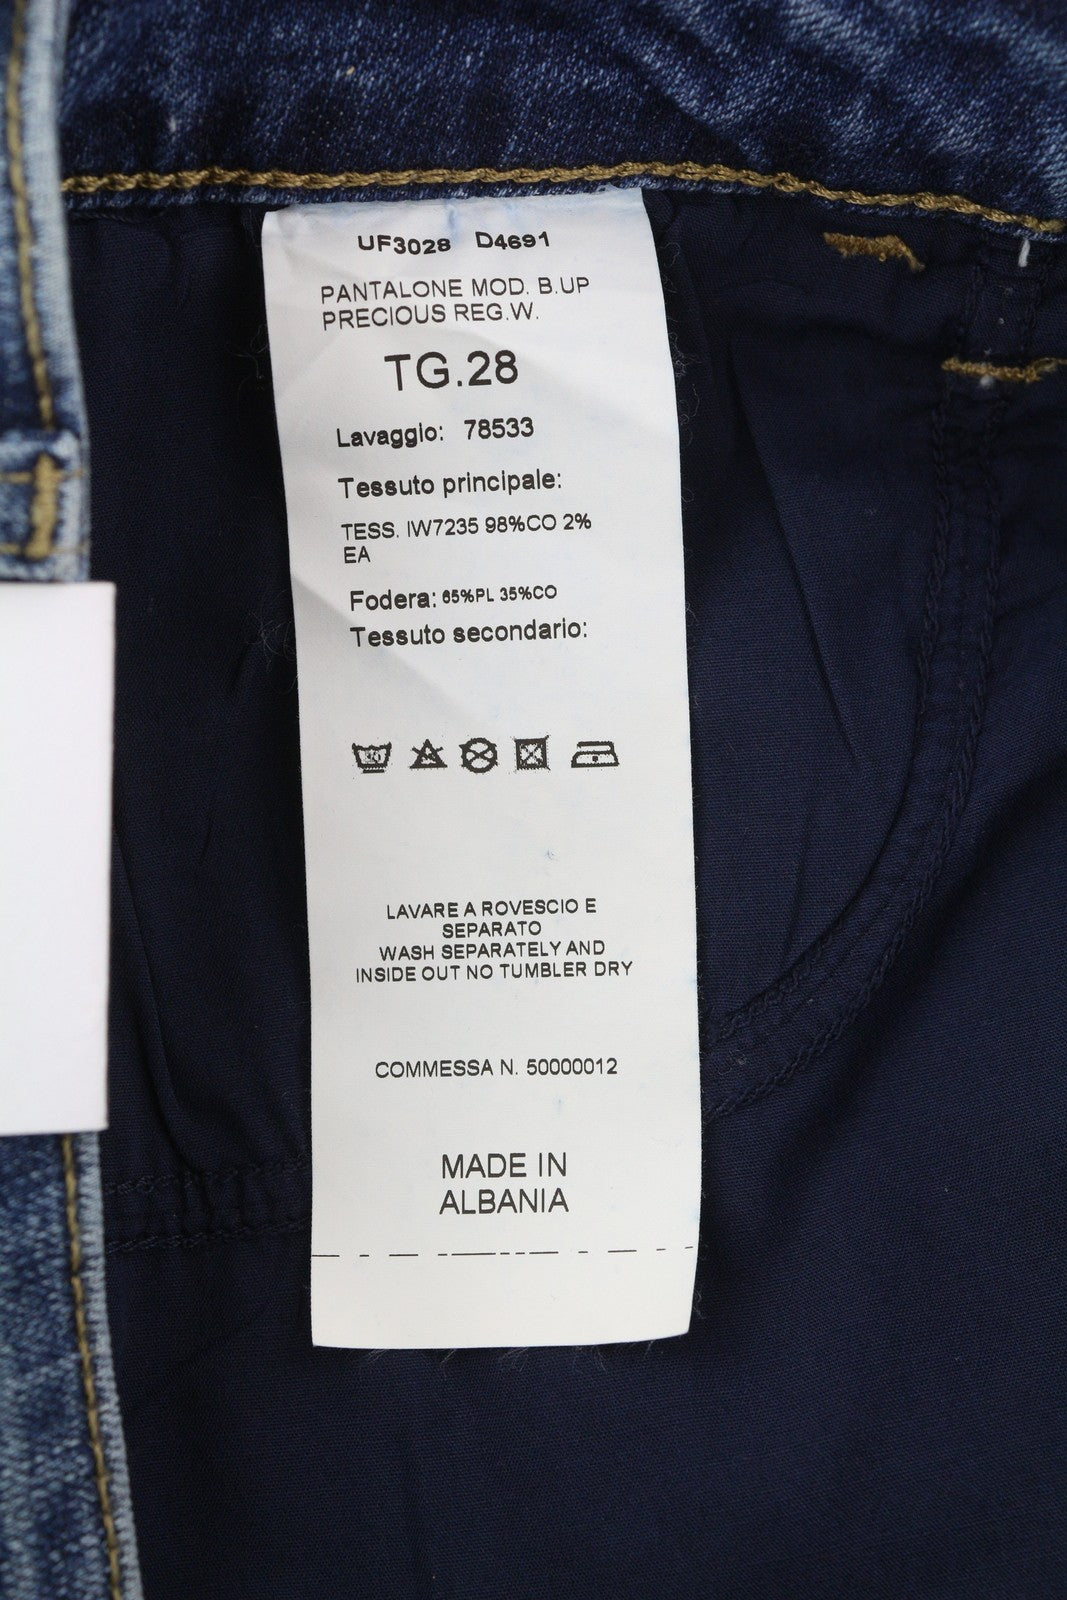 UF3028 D4691
PANTALONE MOD. B.UP
PRECIOUS REG.W.
TG.28
Lavaggio: 78533
Tessuto principale:
TESS. IW7235 98%CO 2%
EA
Fodera: 65%PL 35%CO
Tessuto secondario:
LAVARE A ROVESCIO E
SEPARATO
WASH SEPARATELY AND
INSIDE OUT NO TUMBLER DRY
COMMESSA N. 50000012
MADE IN
ALBANIA